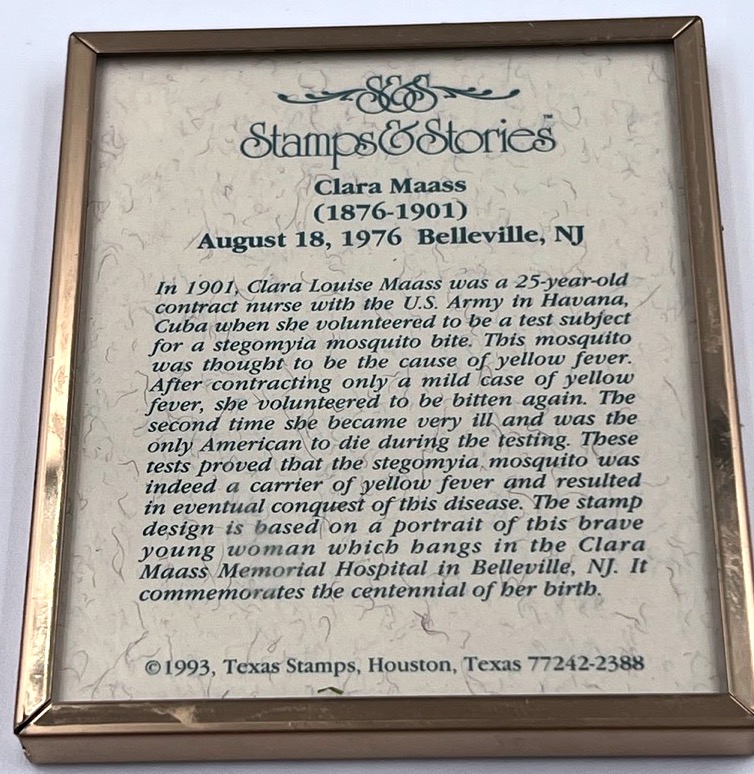 S&S
Stamps&Stories™
Clara Maass
(1876-1901)
August 18, 1976 Belleville, NJ
In 1901, Clara Louise Maass was a 25-year-old
contract nurse with the U.S. Army in Havana,
Cuba when she volunteered to be a test subject
for a stegomyia mosquito bite. This mosquito
was thought to be the cause of yellow fever.
After contracting only a mild case of yellow
fever, she volunteered to be bitten again. The
second time she became very ill and was the
only American to die during the testing. These
tests proved that the stegomyia mosquito was
indeed a carrier of yellow fever and resulted
in eventual conquest of this disease. The stamp
design is based on a portrait of this brave
young woman which hangs in the Clara
Maass Memorial Hospital in Belleville, NJ. It
commemorates the centennial of her birth.
©1993, Texas Stamps, Houston, Texas 77242-2388